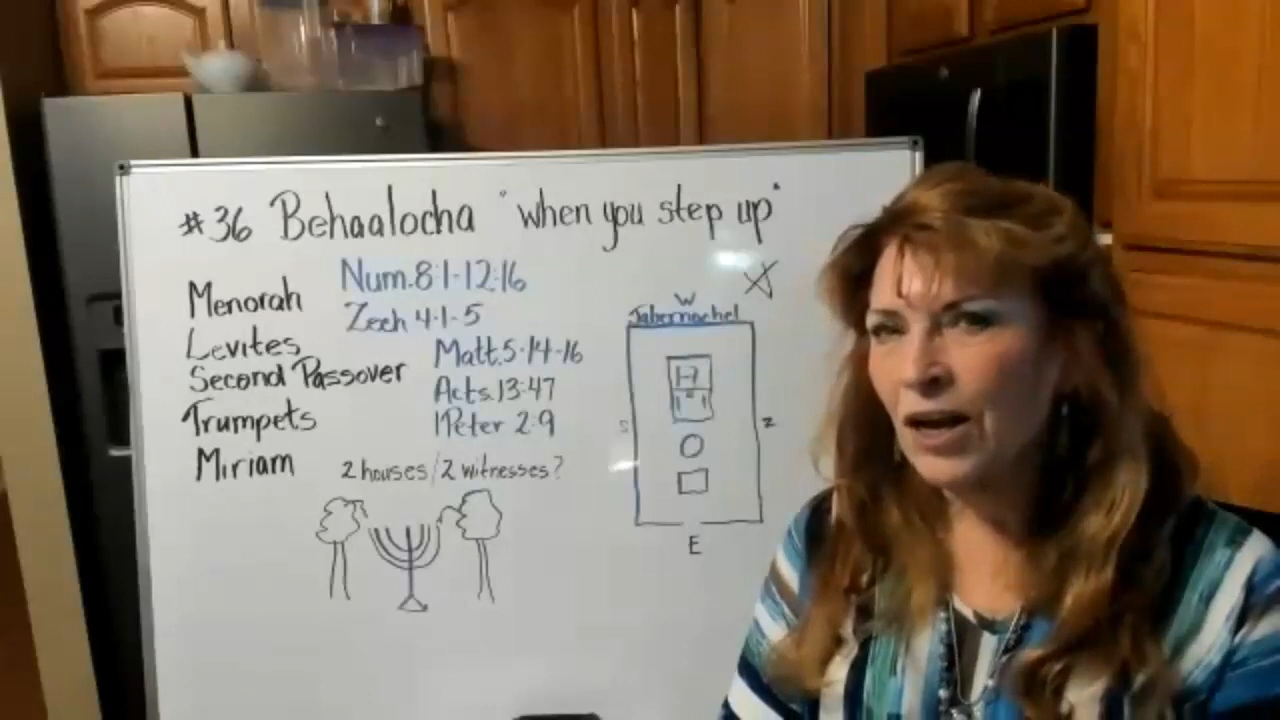 #36 Behaalocha "when you step up"
Menorah
Levites
Second Passover
Trumpets
Miriam
Num.8:1-12:16
Zech 4:1-5
Matt.5:14-16
Acts.13:47
1Peter 2:9
2 houses/2 witnesses?
W
Tabernachel
S
N
E